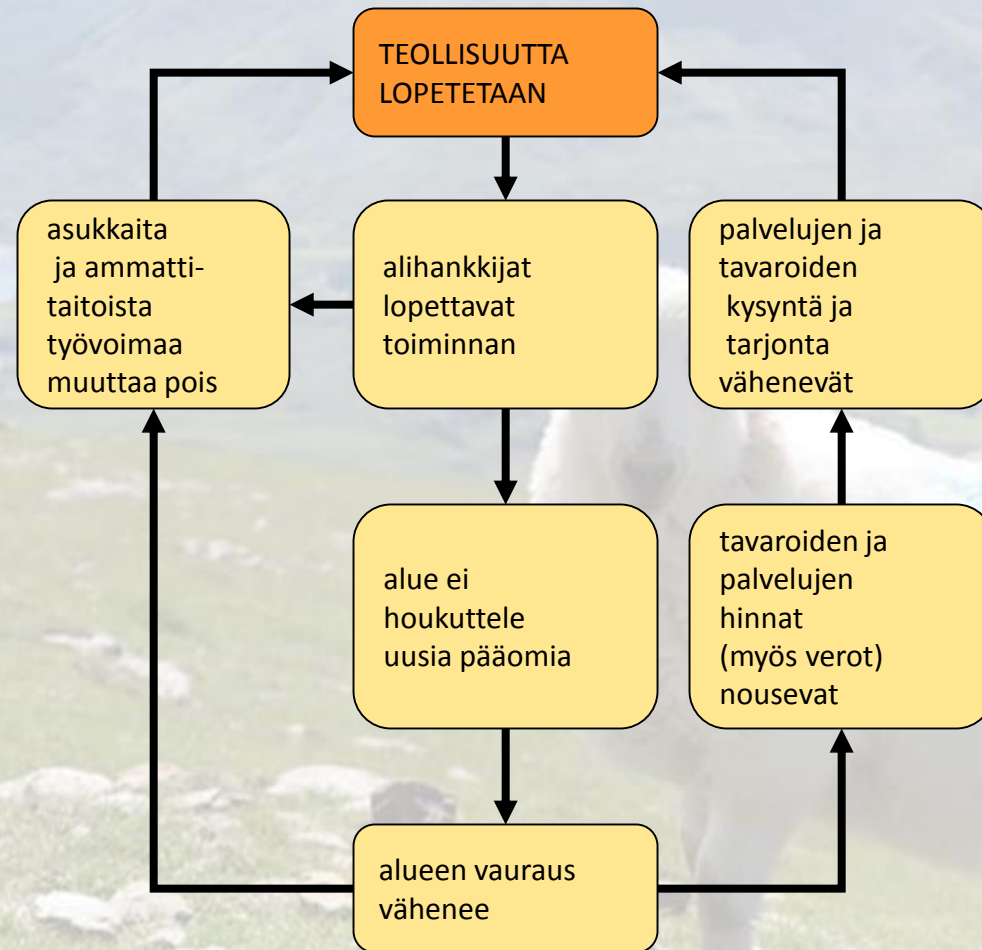 TEOLLISUUTTA
LOPETETAAN
asukkaita
ja ammatti-
taitoista
työvoimaa
muuttaa pois
alihankkijat
lopettavat
toiminnan
palvelujen ja
tavaroiden
kysyntä ja
tarjonta
vähenevät
alue ei
houkuttele
uusia pääomia
tavaroiden ja
palvelujen
hinnat
(myös verot)
nousevat
alueen vauraus
vähenee